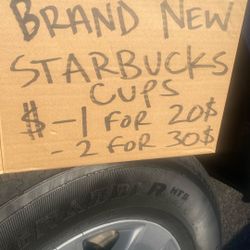 BRAND NEW
STARBUCKS
CUPS
$ - 1 FOR 20$
- 2 FOR 30$